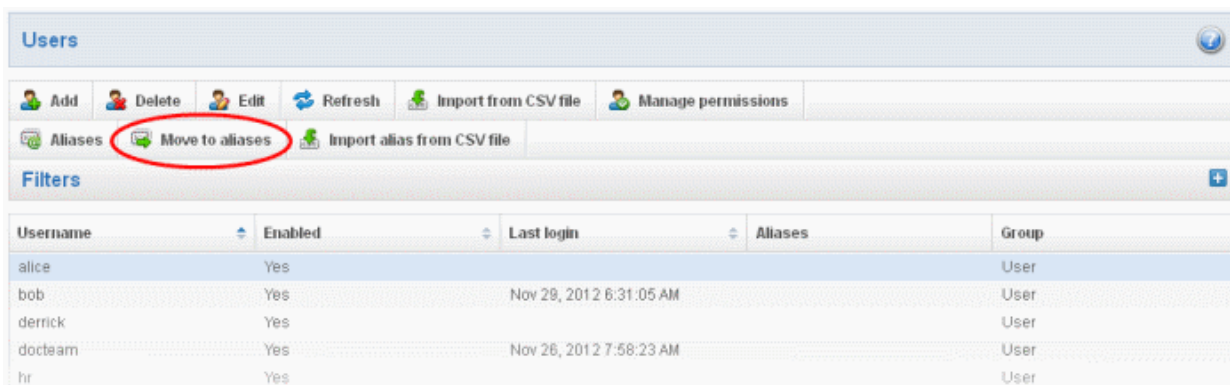 Users
Add Delete Edit Refresh Import from CSV file Manage permissions
Aliases Move to aliases Import alias from CSV file
Filters
Username Enabled Last login Aliases Group
alice Yes User
bob Yes Nov 29, 2012 6:31:05 AM User
derrick Yes User
docteam Yes Nov 26, 2012 7:58:23 AM User
hr Yes User